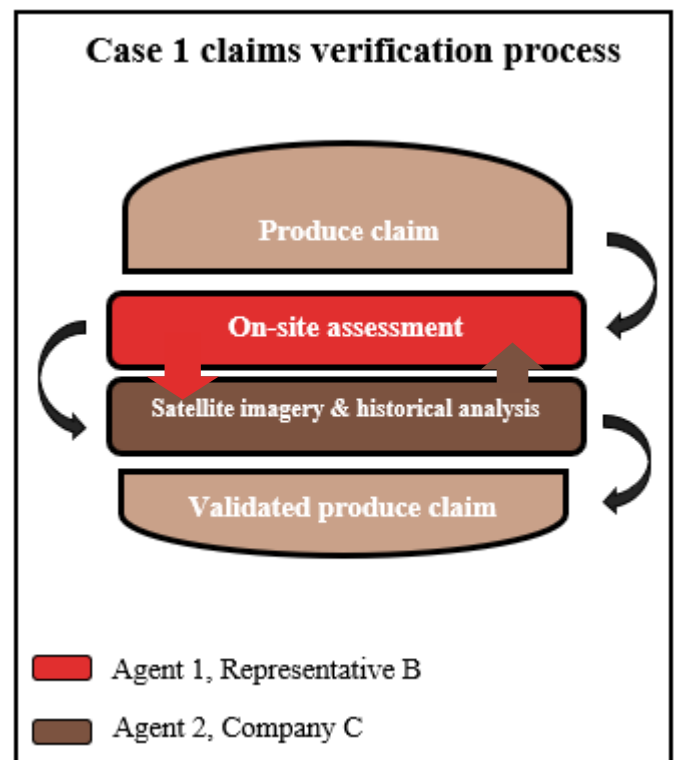 Case 1 claims verification process
Produce claim
On-site assessment
Satellite imagery & historical analysis
Validated produce claim
Agent 1, Representative B
Agent 2, Company C